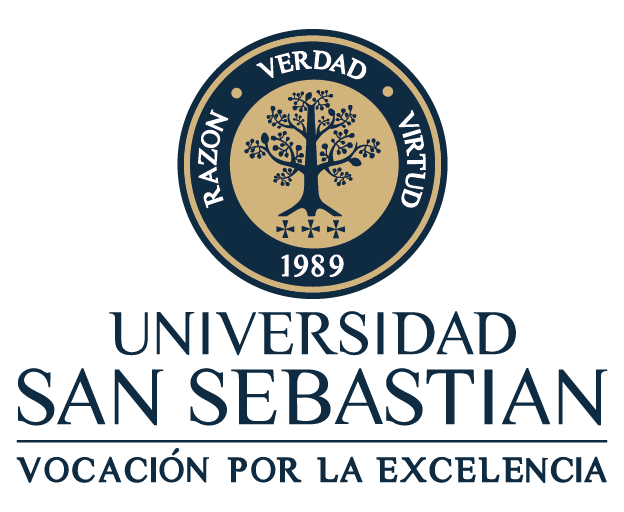 RAZON • VERDAD • VIRTUD
1989
UNIVERSIDAD
SAN SEBASTIAN
VOCACIÓN POR LA EXCELENCIA